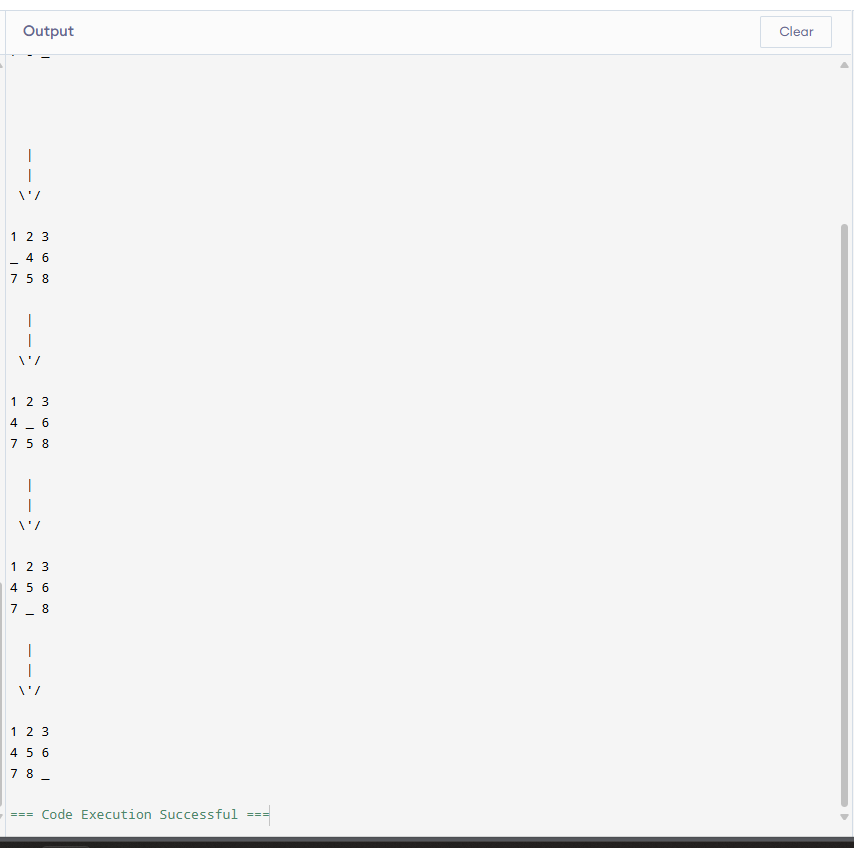 Output
Clear
|
|
\'/
1 2 3
_ 4 6
7 5 8
|
|
\'/
1 2 3
4 _ 6
7 5 8
|
|
\'/
1 2 3
4 5 6
7 _ 8
|
|
\'/
1 2 3
4 5 6
7 8 _
=== Code Execution Successful ===